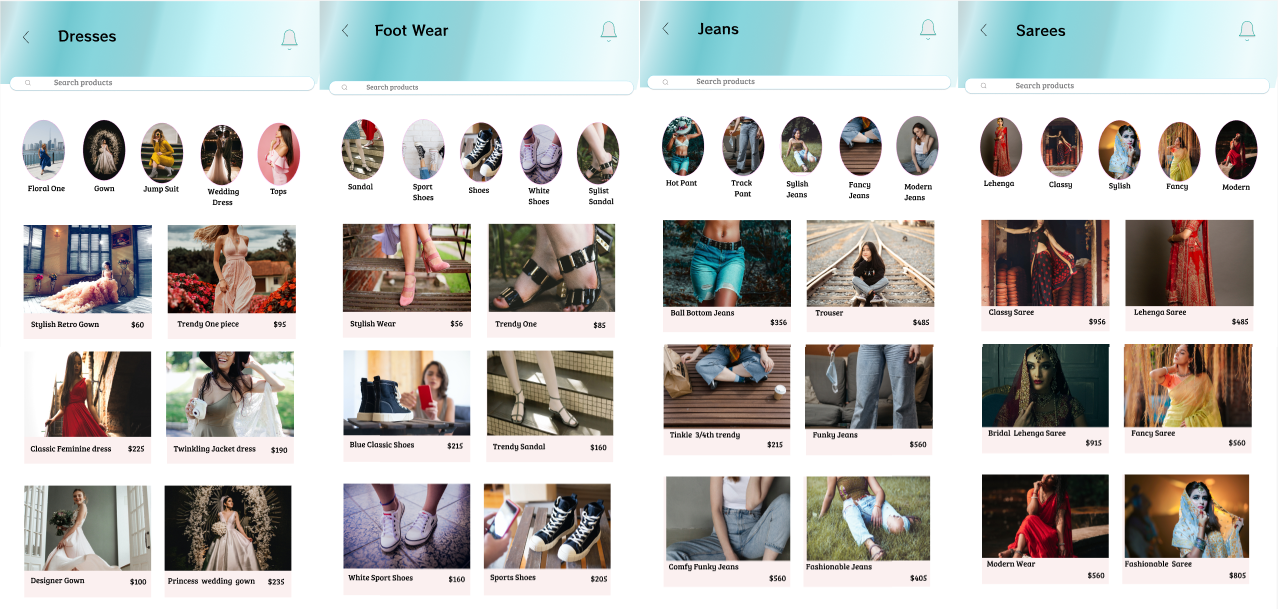 Dresses
Search products
Floral One
Gown
Jump Suit
Wedding
Dress
Tops
Stylish Retro Gown $60
Trendy One piece $95
Classic Feminine dress $225
Twinkling Jacket dress $190
Designer Gown $100
Princess wedding gown $235
Foot Wear
Search products
Sandal
Sport
Shoes
Shoes
White
Shoes
Sylist
Sandal
Stylish Wear $56
Trendy One $85
Blue Classic Shoes $215
Trendy Sandal $160
White Sport Shoes $160
Sports Shoes $205
Jeans
Search products
Hot Pant
Track
Pant
Sylish
Jeans
Fancy
Jeans
Modern
Jeans
Ball Bottom Jeans
$356
Trouser
$485
Tinkle 3/4th trendy
$215
Funky Jeans
$560
Comfy Funky Jeans
$560
Fashionable Jeans
$405
Sarees
Search products
Lehenga
Classy
Sylish
Fancy
Modern
Classy Saree
$956
Lehenga Saree
$485
Bridal Lehenga Saree
$915
Fancy Saree
$560
Modern Wear
$560
Fashionable Saree
$805